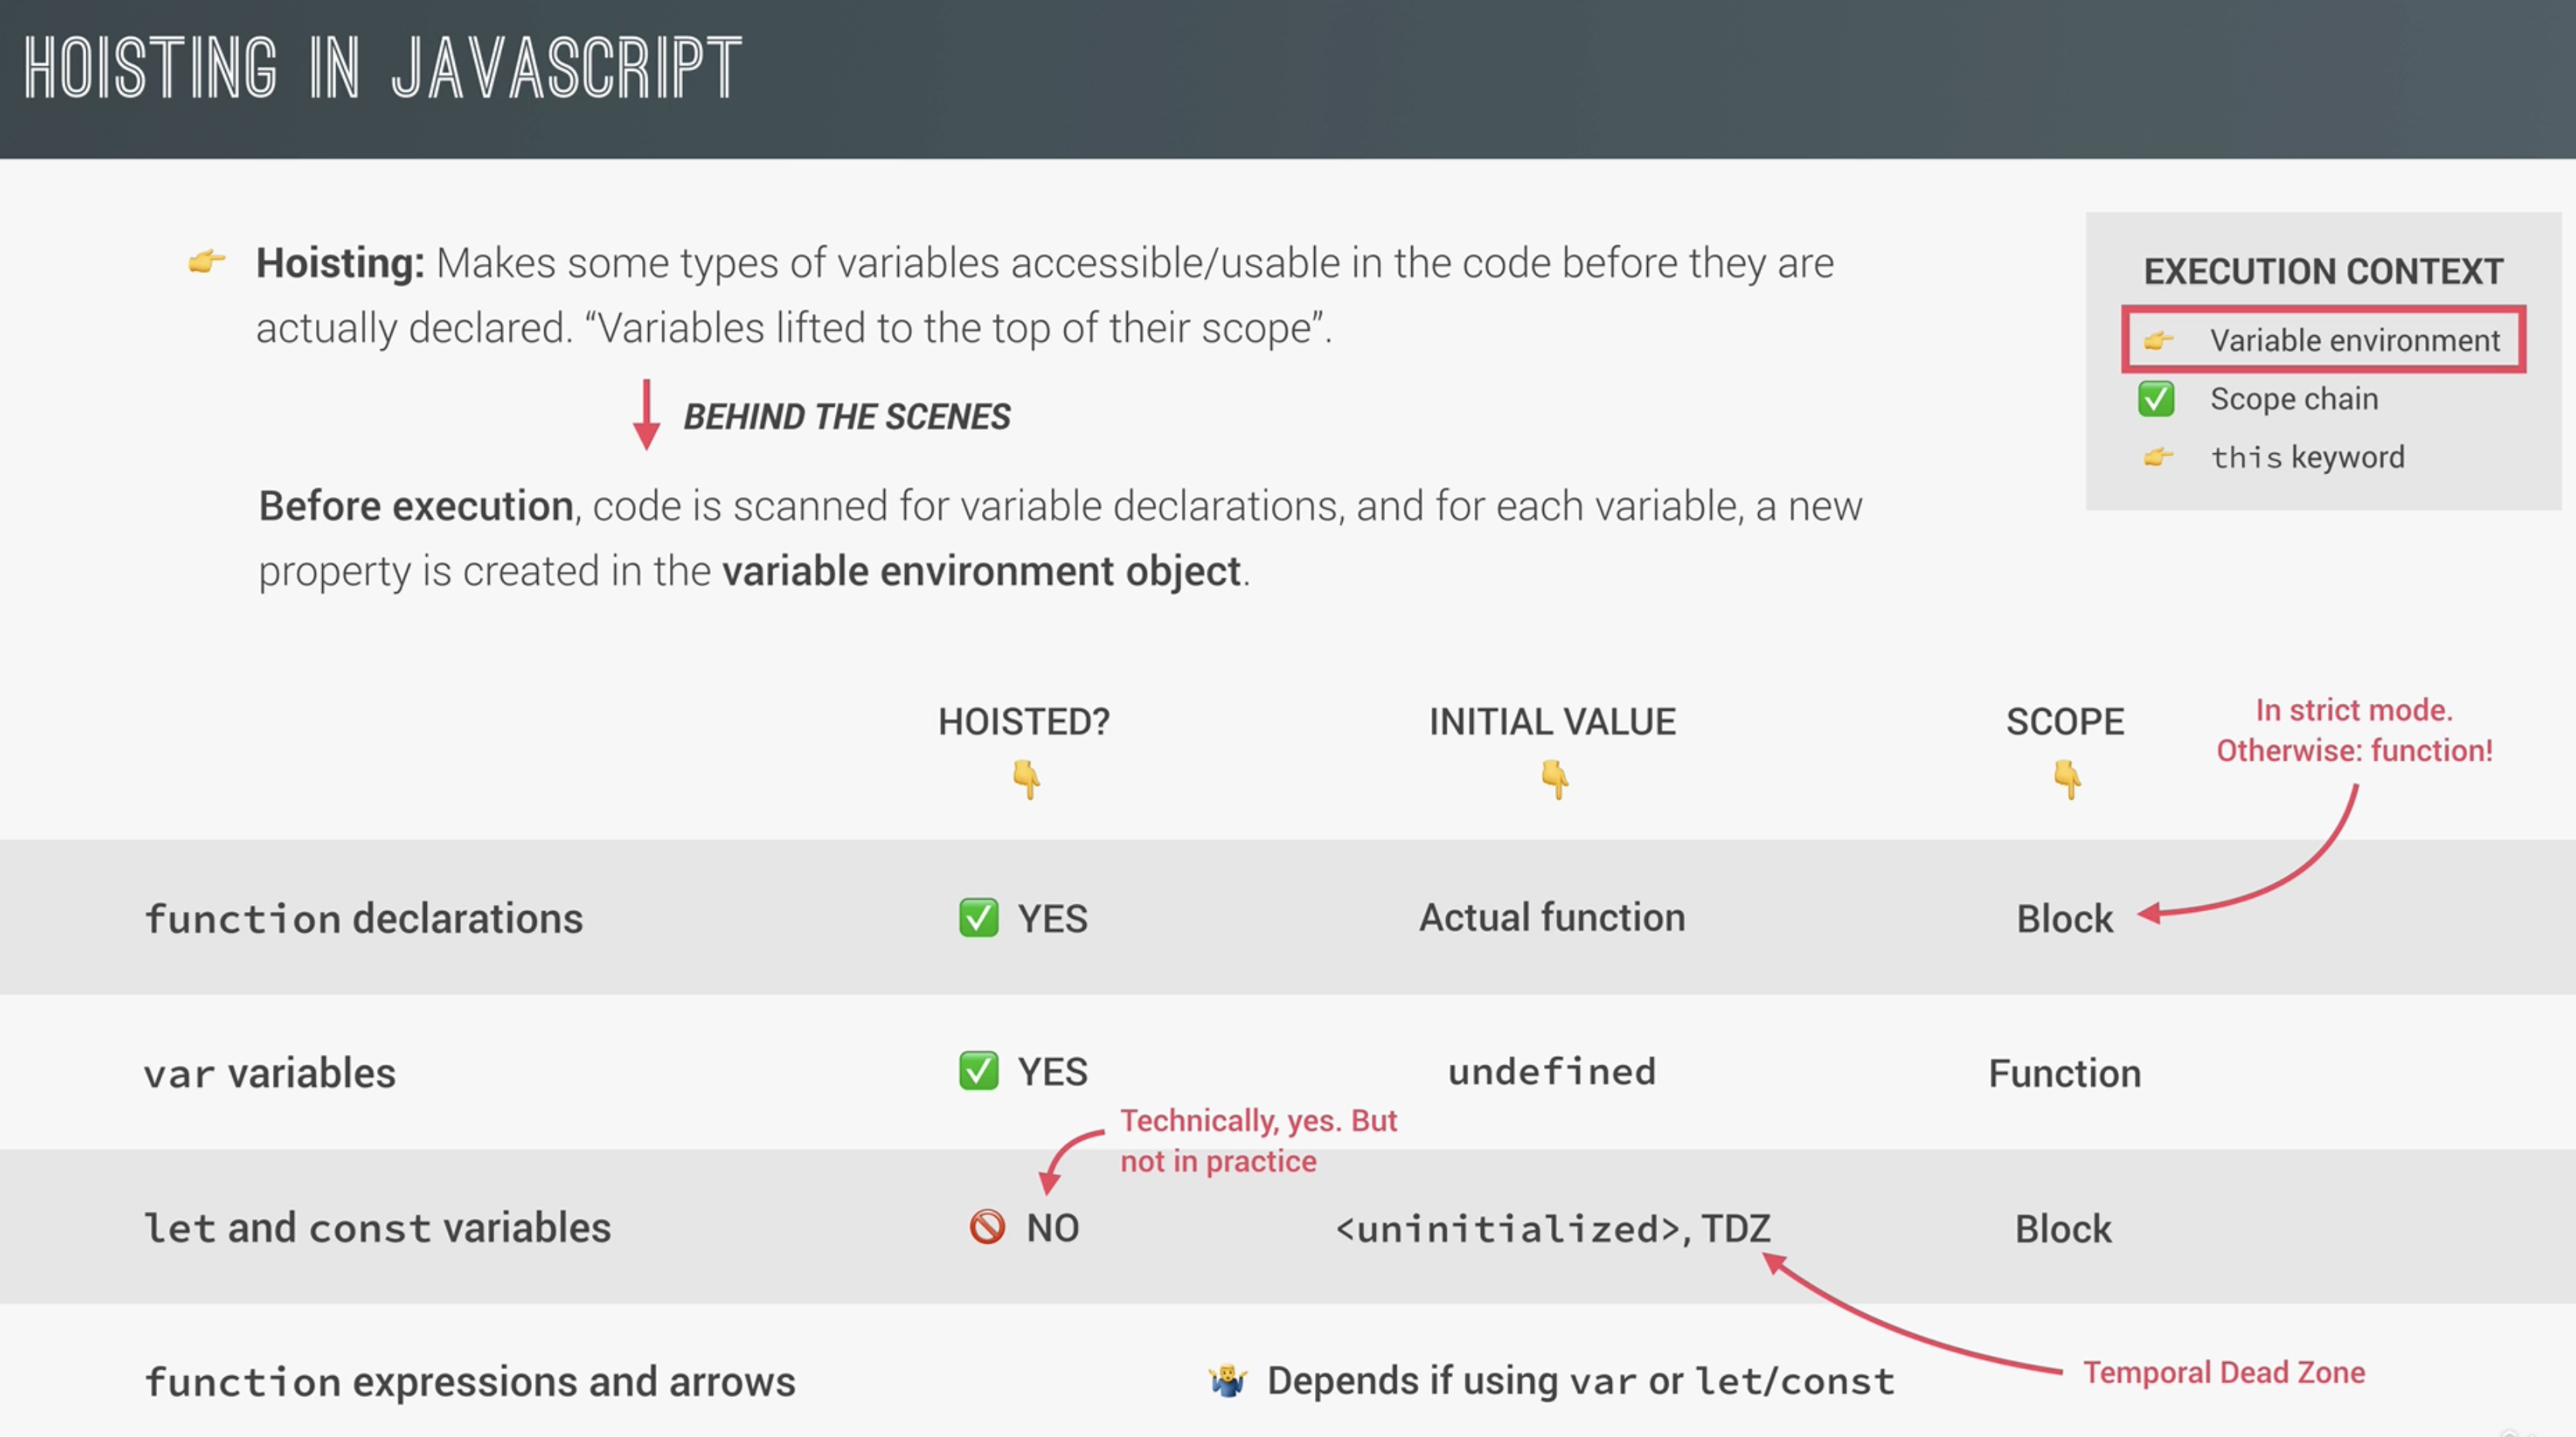 HOISTING IN JAVASCRIPT
Hoisting: Makes some types of variables accessible/usable in the code before they are
actually declared. “Variables lifted to the top of their scope”.
BEHIND THE SCENES
Before execution, code is scanned for variable declarations, and for each variable, a new
property is created in the variable environment object.
EXECUTION CONTEXT
Variable environment
Scope chain
this keyword
HOISTED?
INITIAL VALUE
SCOPE
In strict mode.
Otherwise: function!
function declarations
YES
Actual function
Block
var variables
YES
undefined
Function
Technically, yes. But
not in practice
let and const variables
NO
<uninitialized>, TDZ
Block
function expressions and arrows
Depends if using var or let/const
Temporal Dead Zone